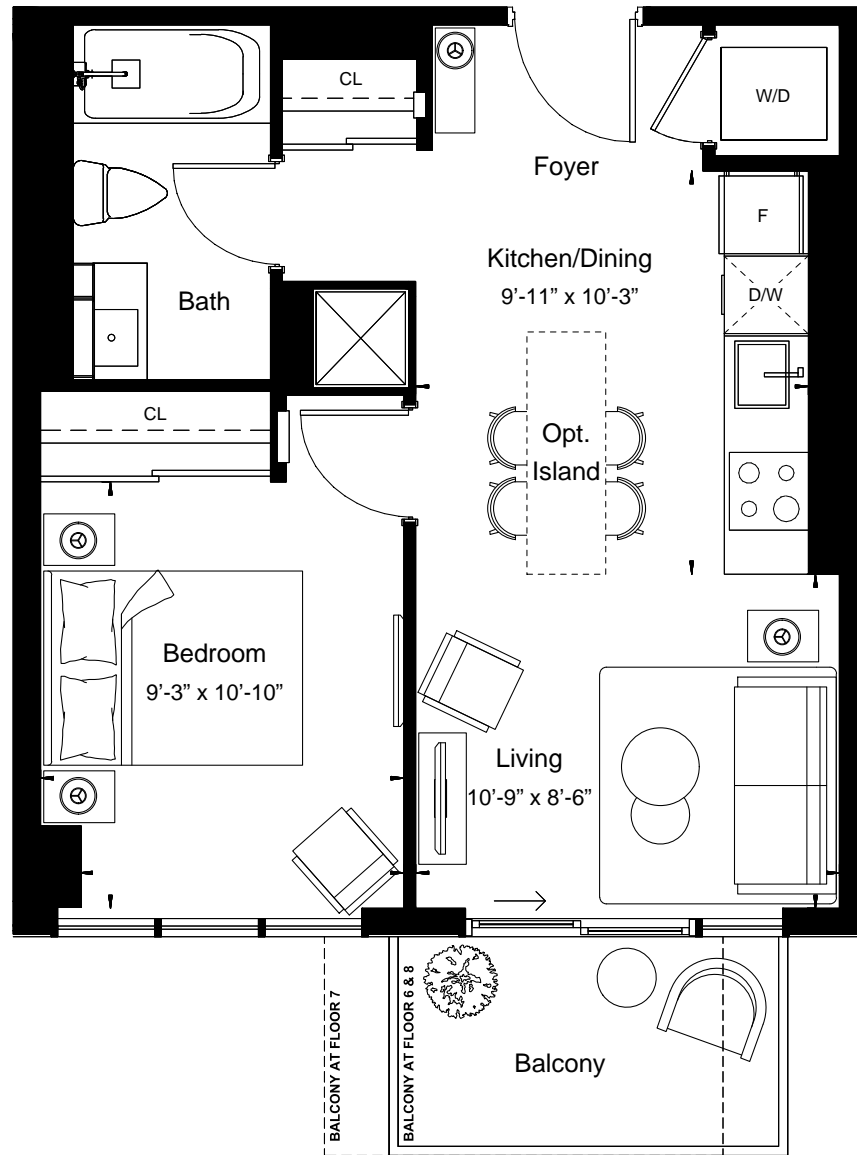 CL
W/D
Foyer
F
Kitchen/Dining
9’-11” x 10’-3”
D/W
Bath
CL
Opt.
Island
Bedroom
9’-3” x 10’-10”
Living
10’-9” x 8’-6”
BALCONY AT FLOOR 7
BALCONY AT FLOOR 6 & 8
Balcony